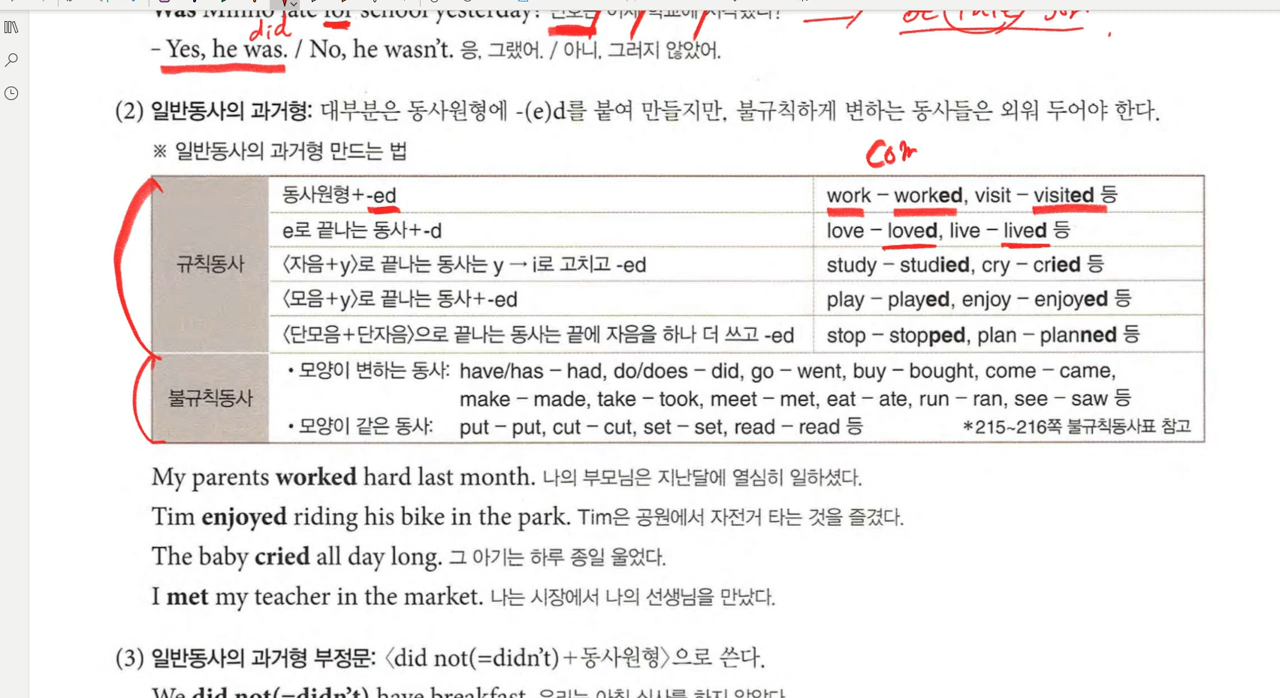 did
– Yes, he was. / No, he wasn't. 응, 그랬어. / 아니, 그러지 않았어.
(2) 일반동사의 과거형: 대부분은 동사원형에 -(e)d를 붙여 만들지만, 불규칙하게 변하는 동사들은 외워 두어야 한다.
※ 일반동사의 과거형 만드는 법
com
규칙동사
동사원형+-ed
work – worked, visit – visited 등
e로 끝나는 동사+-d
love – loved, live – lived 등
〈자음+y〉로 끝나는 동사는 y → i로 고치고 -ed
study – studied, cry – cried 등
〈모음+y〉로 끝나는 동사+-ed
play – played, enjoy – enjoyed 등
〈단모음+단자음〉으로 끝나는 동사는 끝에 자음을 하나 더 쓰고 -ed
stop – stopped, plan – planned 등
불규칙동사
• 모양이 변하는 동사: have/has – had, do/does – did, go – went, buy – bought, come – came,
make – made, take – took, meet – met, eat – ate, run – ran, see – saw 등
• 모양이 같은 동사: put – put, cut – cut, set – set, read – read 등
*215~216쪽 불규칙동사표 참고
My parents worked hard last month. 나의 부모님은 지난달에 열심히 일하셨다.
Tim enjoyed riding his bike in the park. Tim은 공원에서 자전거 타는 것을 즐겼다.
The baby cried all day long. 그 아기는 하루 종일 울었다.
I met my teacher in the market. 나는 시장에서 나의 선생님을 만났다.
(3) 일반동사의 과거형 부정문: 〈did not(=didn't)+동사원형〉으로 쓴다.
We did not(=didn't) have breakfast.